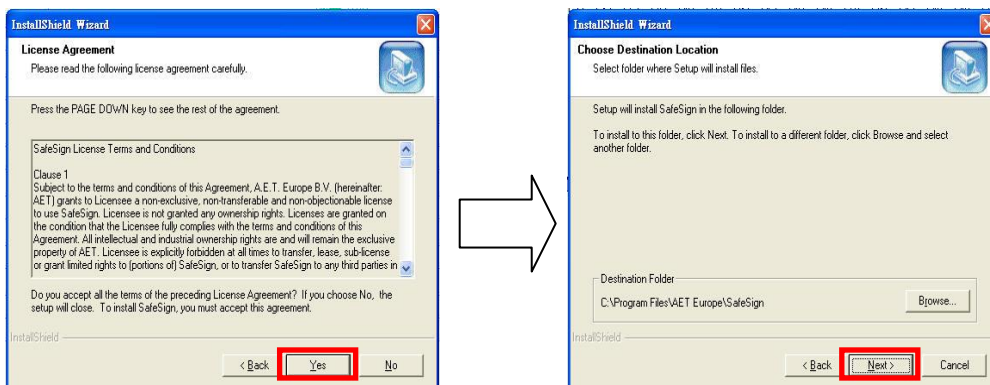 InstallShield Wizard
License Agreement
Please read the following license agreement carefully.
Press the PAGE DOWN key to see the rest of the agreement.
SafeSign License Terms and Conditions
Clause 1
Subject to the terms and conditions of this Agreement, A.E.T. Europe B.V. (hereinafter:
AET) grants to Licensee a non-exclusive, non-transferable and non-objectionable license
to use SafeSign. Licensee is not granted any ownership rights. Licenses are granted on
the condition that the Licensee fully complies with the terms and conditions of this
Agreement. All intellectual and industrial ownership rights are and will remain the exclusive
property of AET. Licensee is explicitly forbidden at all times to transfer, lease, sub-license
or grant limited rights to (portions of) SafeSign, or to transfer SafeSign to any third parties in
Do you accept all the terms of the preceding License Agreement? If you choose No, the
setup will close. To install SafeSign, you must accept this agreement.
InstallShield
< Back
Yes
No
InstallShield Wizard
Choose Destination Location
Select folder where Setup will install files.
Setup will install SafeSign in the following folder.
To install to this folder, click Next. To install to a different folder, click Browse and select
another folder.
Destination Folder
C:\Program Files\AET Europe\SafeSign
Browse...
InstallShield
< Back
Next >
Cancel